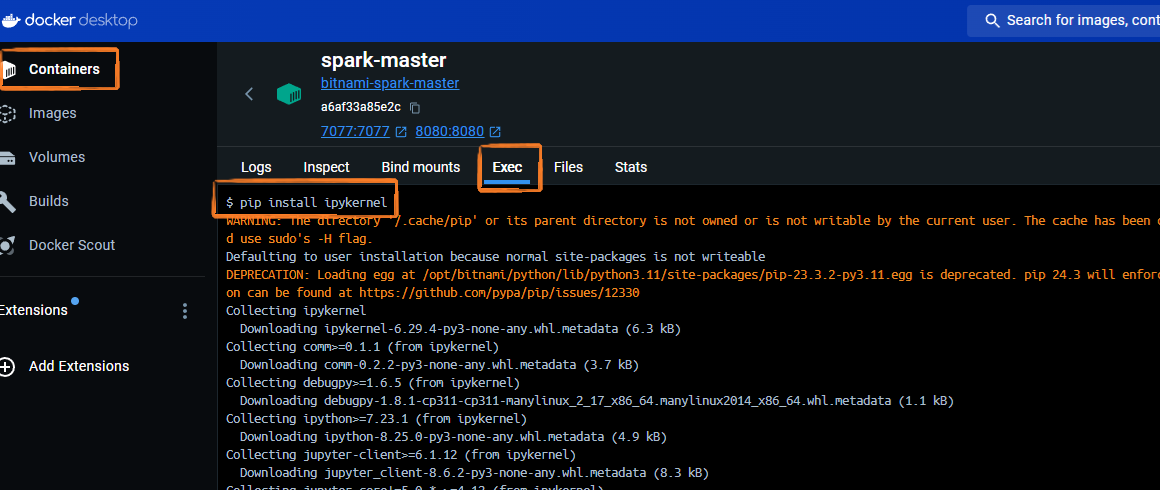 docker desktop
Search for images, cont
Containers
Images
Volumes
Builds
Docker Scout
Extensions
Add Extensions
spark-master
bitnami-spark-master
a6af33a85e2c
7077:7077 8080:8080
Logs Inspect Bind mounts Exec Files Stats
$ pip install ipykernel
WARNING: The directory '/.cache/pip' or its parent directory is not owned or is not writable by the current user. The cache has been
d use sudo's -H flag.
Defaulting to user installation because normal site-packages is not writeable
DEPRECATION: Loading egg at /opt/bitnami/python/lib/python3.11/site-packages/pip-23.3.2-py3.11.egg is deprecated. pip 24.3 will enfor
on can be found at https://github.com/pypa/pip/issues/12330
Collecting ipykernel
Downloading ipykernel-6.29.4-py3-none-any.whl.metadata (6.3 kB)
Collecting comm>=0.1.1 (from ipykernel)
Downloading comm-0.2.2-py3-none-any.whl.metadata (3.7 kB)
Collecting debugpy>=1.6.5 (from ipykernel)
Downloading debugpy-1.8.1-cp311-cp311-manylinux_2_17_x86_64.manylinux2014_x86_64.whl.metadata (1.1 kB)
Collecting ipython>=7.23.1 (from ipykernel)
Downloading ipython-8.25.0-py3-none-any.whl.metadata (4.9 kB)
Collecting jupyter-client>=6.1.12 (from ipykernel)
Downloading jupyter_client-8.6.2-py3-none-any.whl.metadata (8.3 kB)
Collecting jupyter-core!=5.0.*,>=4.12 (from ipykernel)